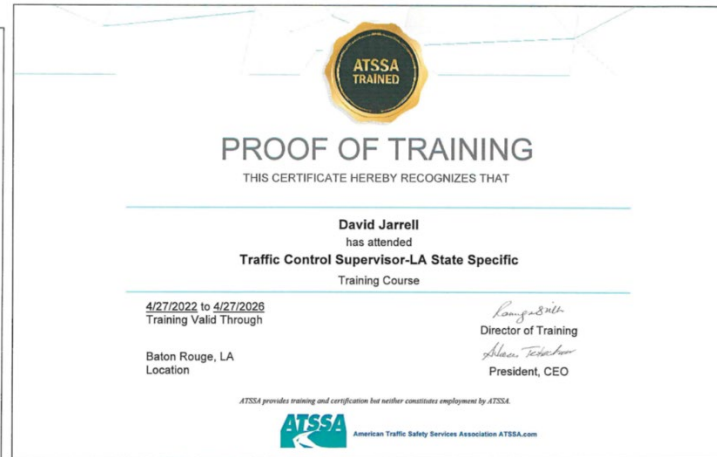 ATSSA
TRAINED
PROOF OF TRAINING
THIS CERTIFICATE HEREBY RECOGNIZES THAT
David Jarrell
has attended
Traffic Control Supervisor-LA State Specific
Training Course
4/27/2022 to 4/27/2026
Training Valid Through
Director of Training
Baton Rouge, LA
Location
President, CEO
ATSSA provides training and certification but neither constitutes employment by ATSSA.
ATSSA
American Traffic Safety Services Association ATSSA.com